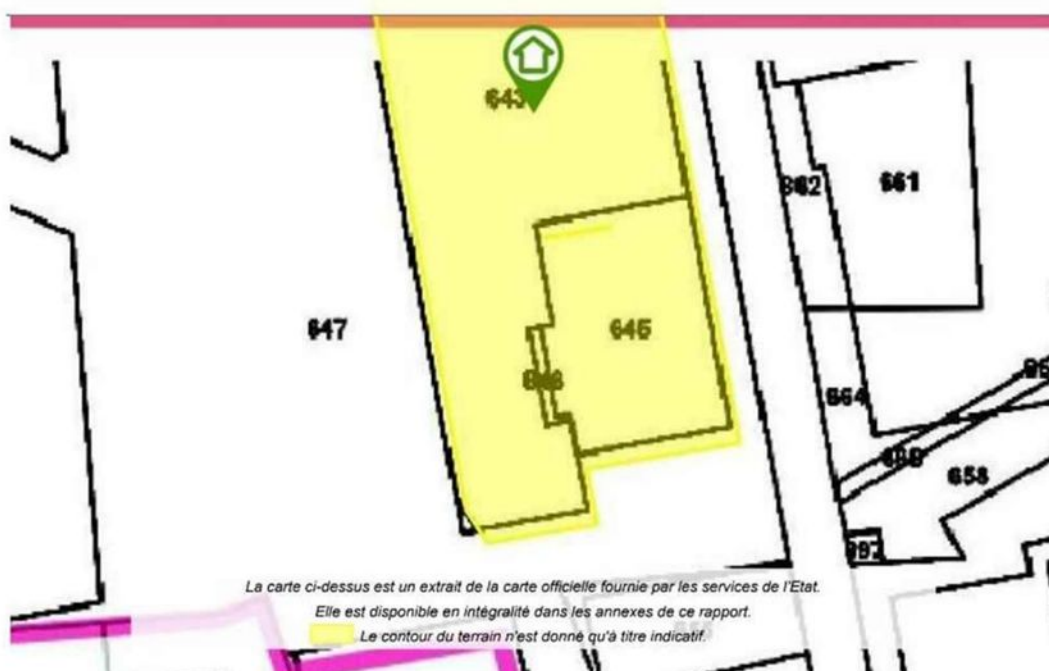 643
862
661
647
645
664
658
La carte ci-dessus est un extrait de la carte officielle fournie par les services de l'Etat.
Elle est disponible en intégralité dans les annexes de ce rapport.
Le contour du terrain n'est donné qu'à titre indicatif.